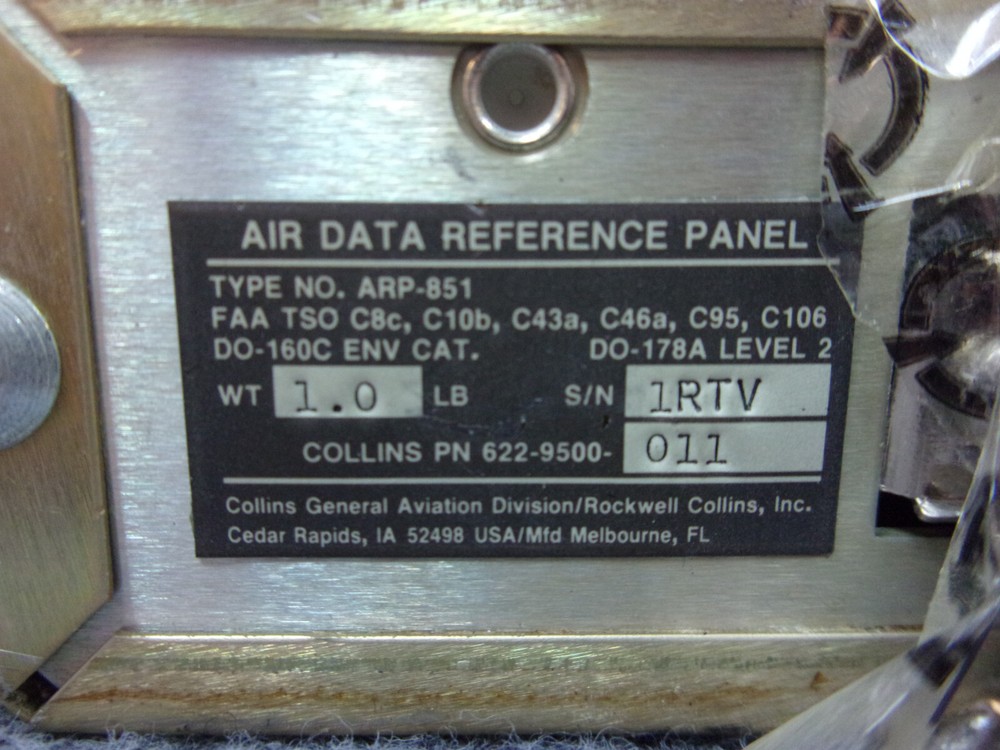 AIR DATA REFERENCE PANEL
TYPE NO. ARP-851
FAA TSO C8c, C10b, C43a, C46a, C95, C106
DO-160C ENV CAT. DO-178A LEVEL 2
WT 1.0 LB S/N 1RTV
COLLINS PN 622-9500- 011
Collins General Aviation Division/Rockwell Collins, Inc.
Cedar Rapids, IA 52498 USA/Mfd Melbourne, FL